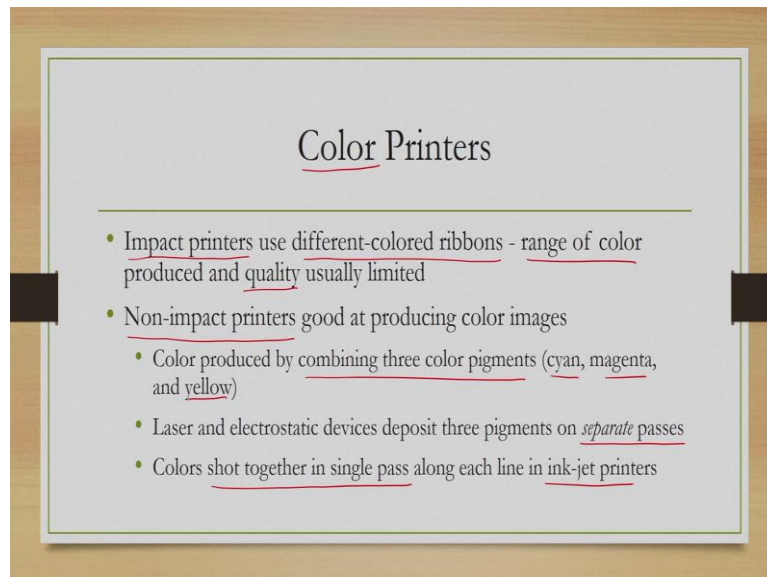 Color Printers
• Impact printers use different-colored ribbons - range of color
produced and quality usually limited
• Non-impact printers good at producing color images
• Color produced by combining three color pigments (cyan, magenta,
and yellow)
• Laser and electrostatic devices deposit three pigments on separate passes
• Colors shot together in single pass along each line in ink-jet printers